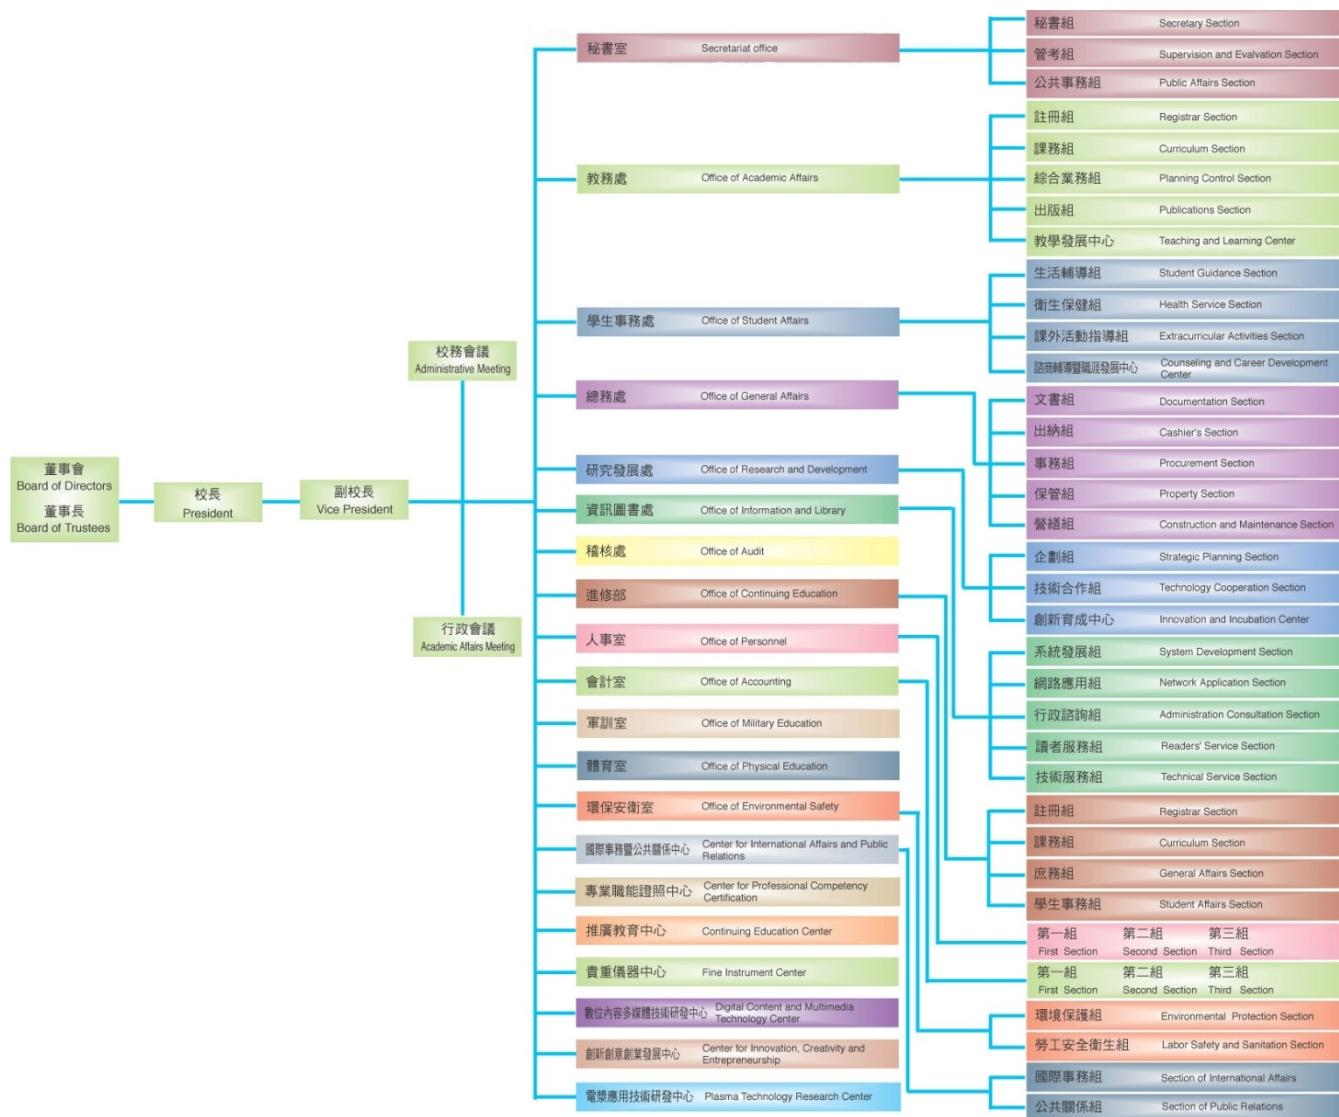 董事會
Board of Directors
董事長
Board of Trustees
校長
President
副校長
Vice President
校務會議
Administrative Meeting
行政會議
Academic Affairs Meeting
秘書室 Secretariat office
教務處 Office of Academic Affairs
學生事務處 Office of Student Affairs
總務處 Office of General Affairs
研究發展處 Office of Research and Development
資訊圖書處 Office of Information and Library
稽核處 Office of Audit
進修部 Office of Continuing Education
人事室 Office of Personnel
會計室 Office of Accounting
軍訓室 Office of Military Education
體育室 Office of Physical Education
環保安衛室 Office of Environmental Safety
國際事務暨公共關係中心 Center for International Affairs and Public
Relations
專業職能證照中心 Center for Professional Competency
Certification
推廣教育中心 Continuing Education Center
貴重儀器中心 Fine Instrument Center
數位內容多媒體技術研發中心 Digital Content and Multimedia
Technology Center
創新創意創業發展中心 Center for Innovation, Creativity and
Entrepreneurship
電漿應用技術研發中心 Plasma Technology Research Center
秘書組 Secretary Section
管考組 Supervision and Evalvation Section
公共事務組 Public Affairs Section
註冊組 Registrar Section
課務組 Curriculum Section
綜合業務組 Planning Control Section
出版組 Publications Section
教學發展中心 Teaching and Learning Center
生活輔導組 Student Guidance Section
衛生保健組 Health Service Section
課外活動指導組 Extracurricular Activities Section
諮商輔導暨職涯發展中心 Counseling and Career Development
Center
文書組 Documentation Section
出納組 Cashier's Section
事務組 Procurement Section
保管組 Property Section
營繕組 Construction and Maintenance Section
企劃組 Strategic Planning Section
技術合作組 Technology Cooperation Section
創新育成中心 Innovation and Incubation Center
系統發展組 System Development Section
網路應用組 Network Application Section
行政諮詢組 Administration Consultation Section
讀者服務組 Readers' Service Section
技術服務組 Technical Service Section
註冊組 Registrar Section
課務組 Curriculum Section
庶務組 General Affairs Section
學生事務組 Student Affairs Section
第一組 第二組 第三組
First Section Second Section Third Section
第一組 第二組 第三組
First Section Second Section Third Section
環境保護組 Environmental Protection Section
勞工安全衛生組 Labor Safety and Sanitation Section
國際事務組 Section of International Affairs
公共關係組 Section of Public Relations